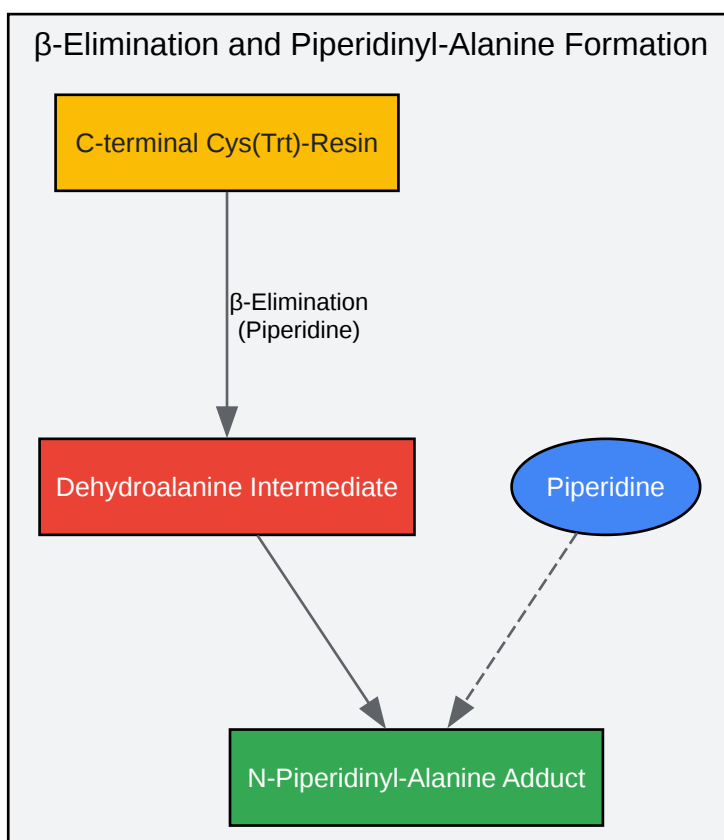 β-Elimination and Piperidinyl-Alanine Formation
C-terminal Cys(Trt)-Resin
β-Elimination
(Piperidine)
Dehydroalanine Intermediate
Piperidine
N-Piperidinyl-Alanine Adduct